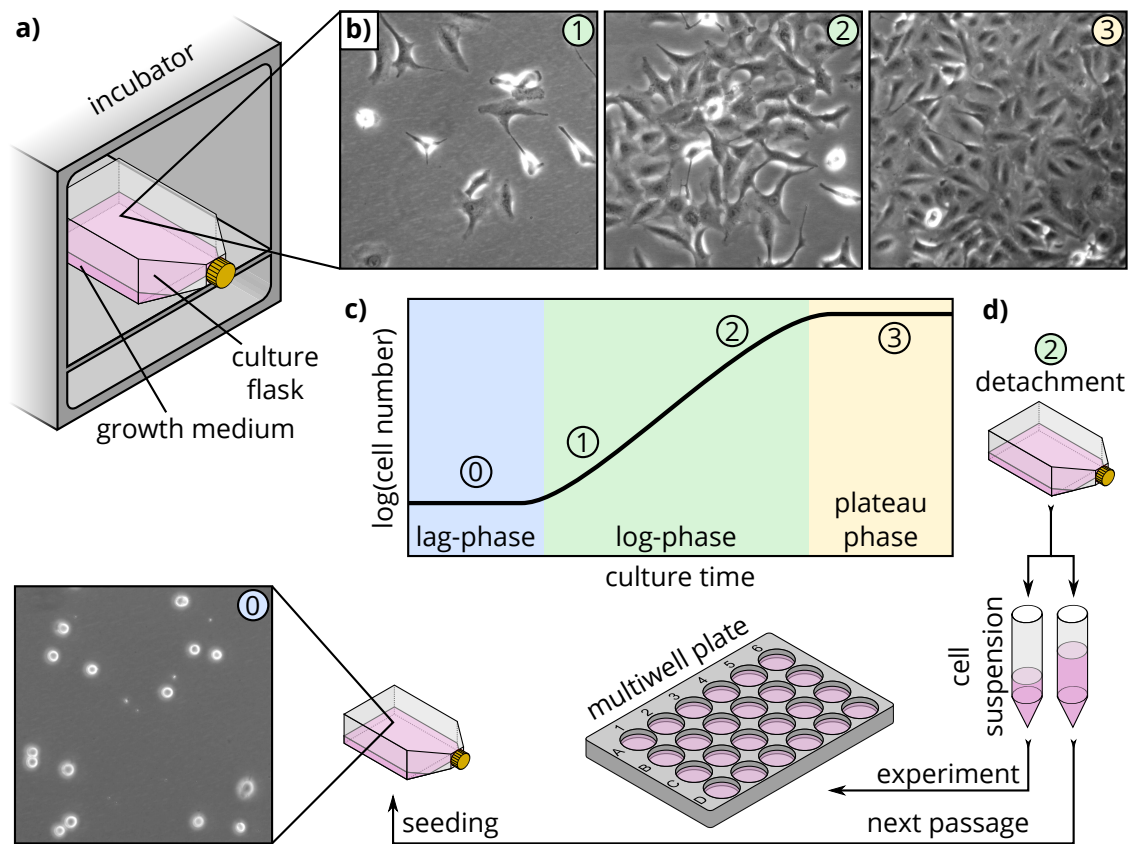 a)
incubator
culture
flask
growth medium
b)
1
2
3
c)
log(cell number)
0
1
2
3
lag-phase
log-phase
plateau
phase
culture time
d)
2
detachment
cell
suspension
experiment
next passage
seeding
0
multiwell plate
1
2
3
4
5
6
A
B
C
D